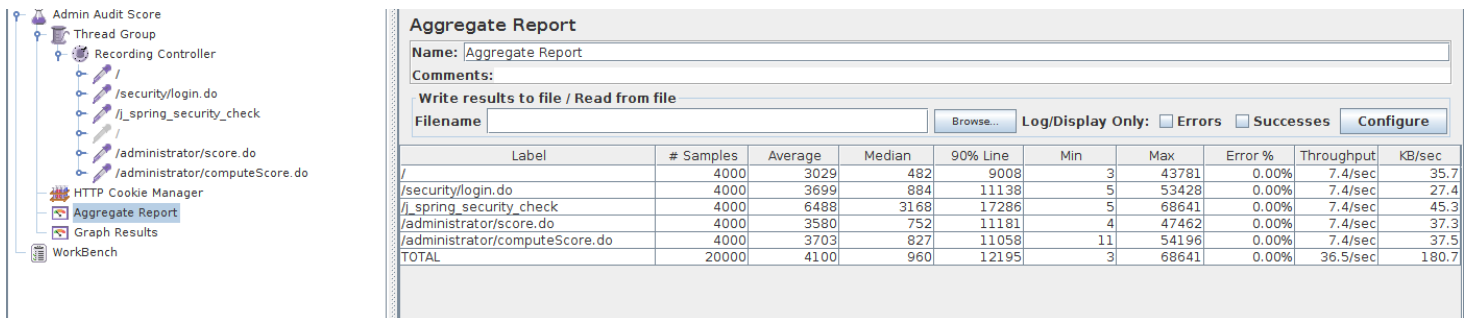 Admin Audit Score
Thread Group
Recording Controller
/
/security/login.do
/j_spring_security_check
/
/administrator/score.do
/administrator/computeScore.do
HTTP Cookie Manager
Aggregate Report
Graph Results
WorkBench
Aggregate Report
Name: Aggregate Report
Comments:
Write results to file / Read from file
Filename Browse... Log/Display Only: Errors Successes Configure
Label # Samples Average Median 90% Line Min Max Error % Throughput KB/sec
/ 4000 3029 482 9008 3 43781 0.00% 7.4/sec 35.7
/security/login.do 4000 3699 884 11138 5 53428 0.00% 7.4/sec 27.4
/j_spring_security_check 4000 6488 3168 17286 5 68641 0.00% 7.4/sec 45.3
/administrator/score.do 4000 3580 752 11181 4 47462 0.00% 7.4/sec 37.3
/administrator/computeScore.do 4000 3703 827 11058 11 54196 0.00% 7.4/sec 37.5
TOTAL 20000 4100 960 12195 3 68641 0.00% 36.5/sec 180.7